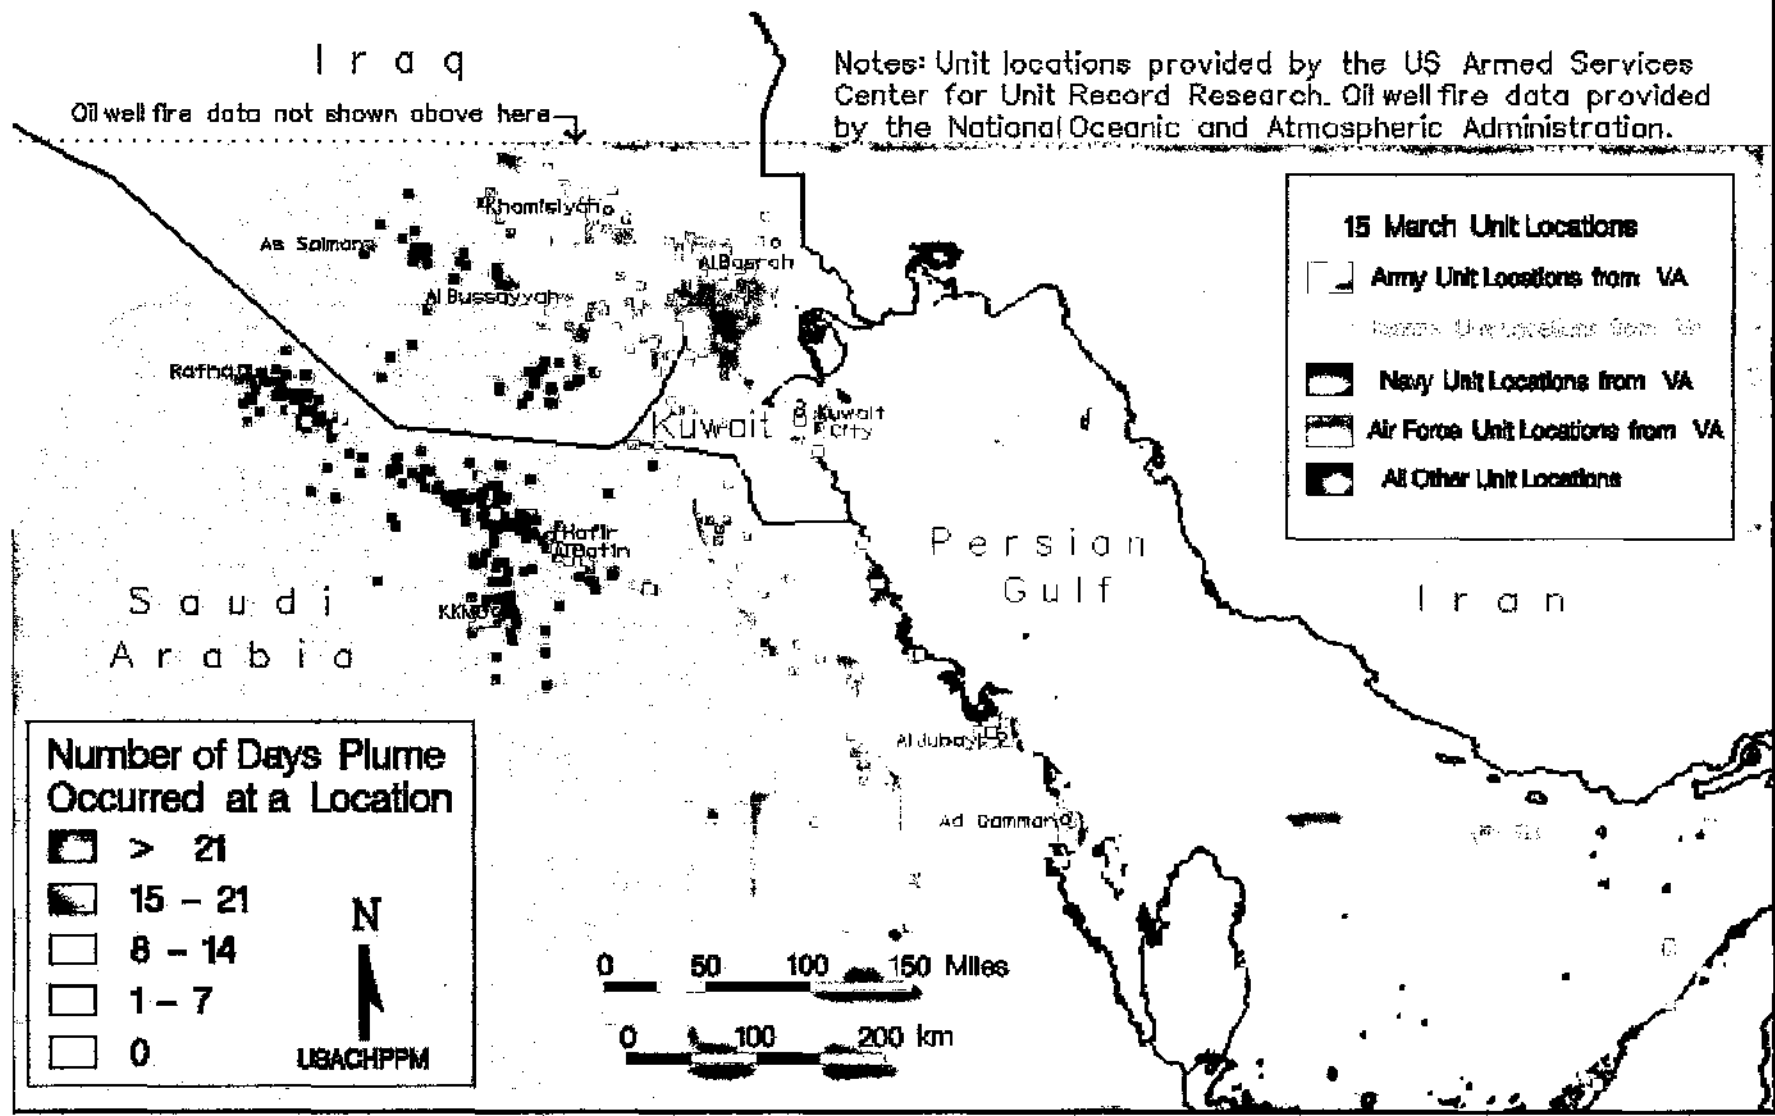 Iraq
Oil well fire data not shown above here
Notes: Unit locations provided by the US Armed Services
Center for Unit Record Research. Oil well fire data provided
by the National Oceanic and Atmospheric Administration.
Khamisiyah
As Salman
Al Basrah
Al Bussayyah
Rafha
Kuwait
Kuwait
City
15 March Unit Locations
Army Unit Locations from VA
Unit Locations from VA
Navy Unit Locations from VA
Air Force Unit Locations from VA
All Other Unit Locations
Hafir
Al Batin
KKMC
Persian
Gulf
Iran
Saudi
Arabia
Al Jubayl
Ad Dammam
Number of Days Plume
Occurred at a Location
> 21
15 - 21
8 - 14
1 - 7
0
N
USACHPPM
0 50 100 150 Miles
0 100 200 km